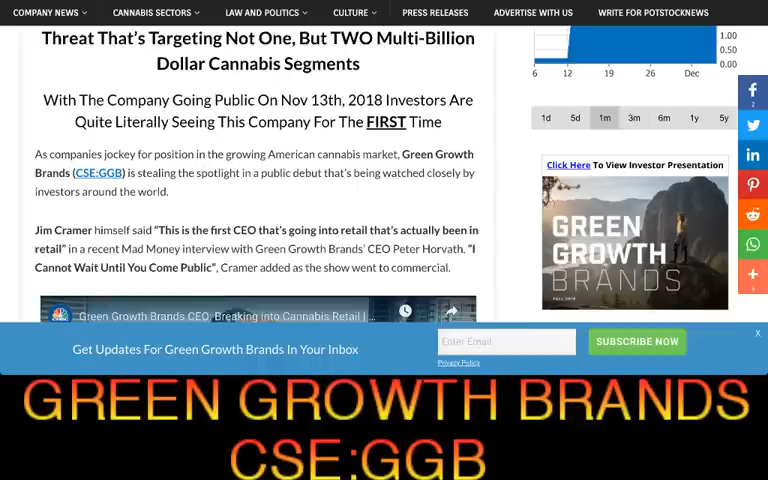 COMPANY NEWS CANNABIS SECTORS LAW AND POLITICS CULTURE PRESS RELEASES ADVERTISE WITH US WRITE FOR POTSTOCKNEWS
Threat That's Targeting Not One, But TWO Multi-Billion
Dollar Cannabis Segments
With The Company Going Public On Nov 13th, 2018 Investors Are
Quite Literally Seeing This Company For The FIRST Time
As companies jockey for position in the growing American cannabis market, Green Growth
Brands (CSE:GGB) is stealing the spotlight in a public debut that's being watched closely by
investors around the world.
Jim Cramer himself said "This is the first CEO that's going into retail that's actually been in
retail" in a recent Mad Money interview with Green Growth Brands' CEO Peter Horvath. "I
Cannot Wait Until You Come Public", Cramer added as the show went to commercial.
CNBC
Green Growth Brands CEO: Breaking into Cannabis Retail | ...
1.00
0.00
6 12 19 26 Dec
1d 5d 1m 3m 6m 1y 5y
Click Here To View Investor Presentation
GREEN
GROWTH
BRANDS
FALL 2018
2
Get Updates For Green Growth Brands In Your Inbox
Enter Email
SUBSCRIBE NOW
X
Privacy Policy
GREEN GROWTH BRANDS
CSE:GGB